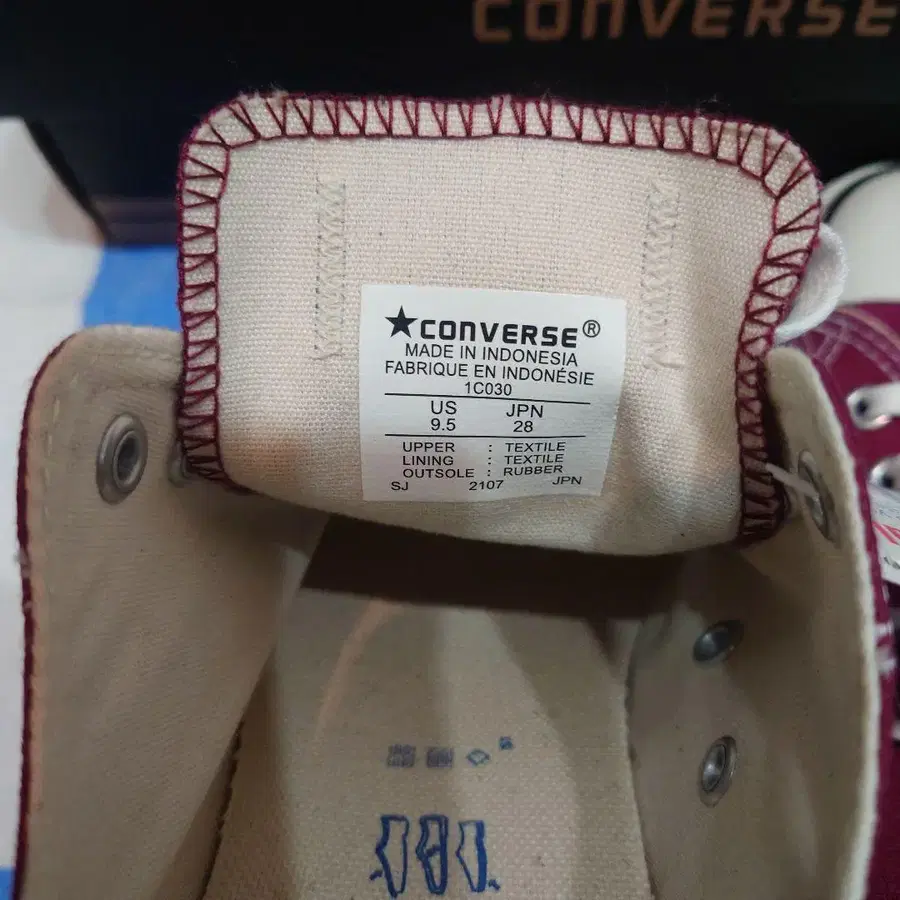 CONVERSE
★CONVERSE®
MADE IN INDONESIA
FABRIQUE EN INDONÉSIE
1C030
US JPN
9.5 28
UPPER : TEXTILE
LINING : TEXTILE
OUTSOLE : RUBBER
SJ 2107 JPN